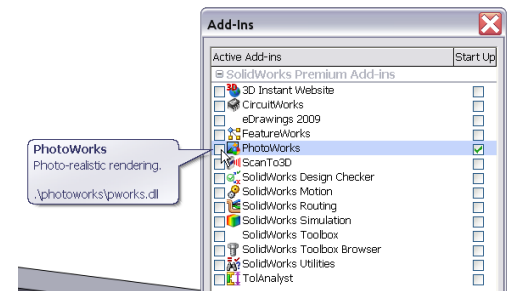 Add-Ins
Active Add-ins Start Up
SolidWorks Premium Add-ins
3D Instant Website
CircuitWorks
eDrawings 2009
FeatureWorks
PhotoWorks
ScanTo3D
SolidWorks Design Checker
SolidWorks Motion
SolidWorks Routing
SolidWorks Simulation
SolidWorks Toolbox
SolidWorks Toolbox Browser
SolidWorks Utilities
TolAnalyst
PhotoWorks
Photo-realistic rendering.
.\photoworks\pworks.dll